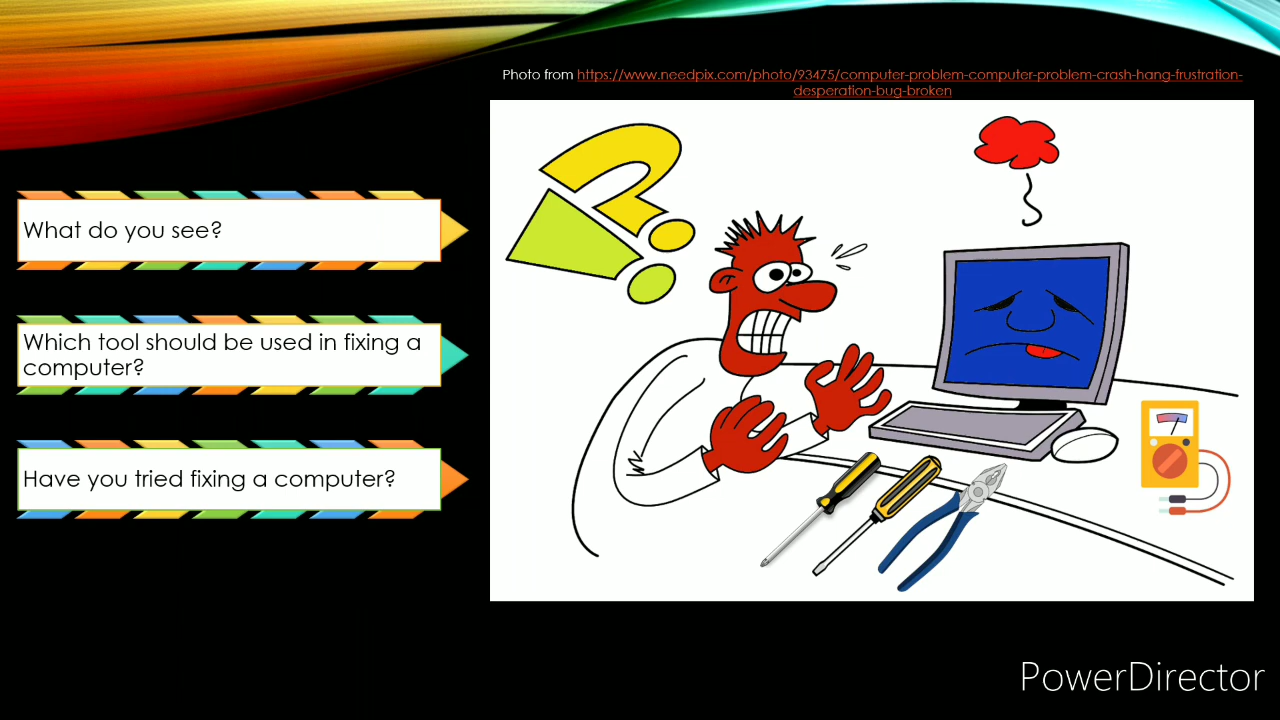 Photo from https://www.needpix.com/photo/93475/computer-problem-computer-problem-crash-hang-frustration-
desperation-bug-broken
What do you see?
Which tool should be used in fixing a
computer?
Have you tried fixing a computer?
PowerDirector